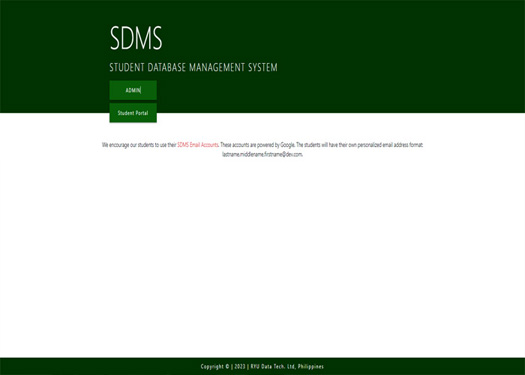 SDMS
STUDENT DATABASE MANAGEMENT SYSTEM
ADMIN
Student Portal
We encourage our students to use their SDMS Email Accounts. These accounts are powered by Google. The students will have their own personalized email address format:
lastname.middlename.firstname@dev.com.
Copyright © | 2023 | RYU Data Tech. Ltd, Philippines